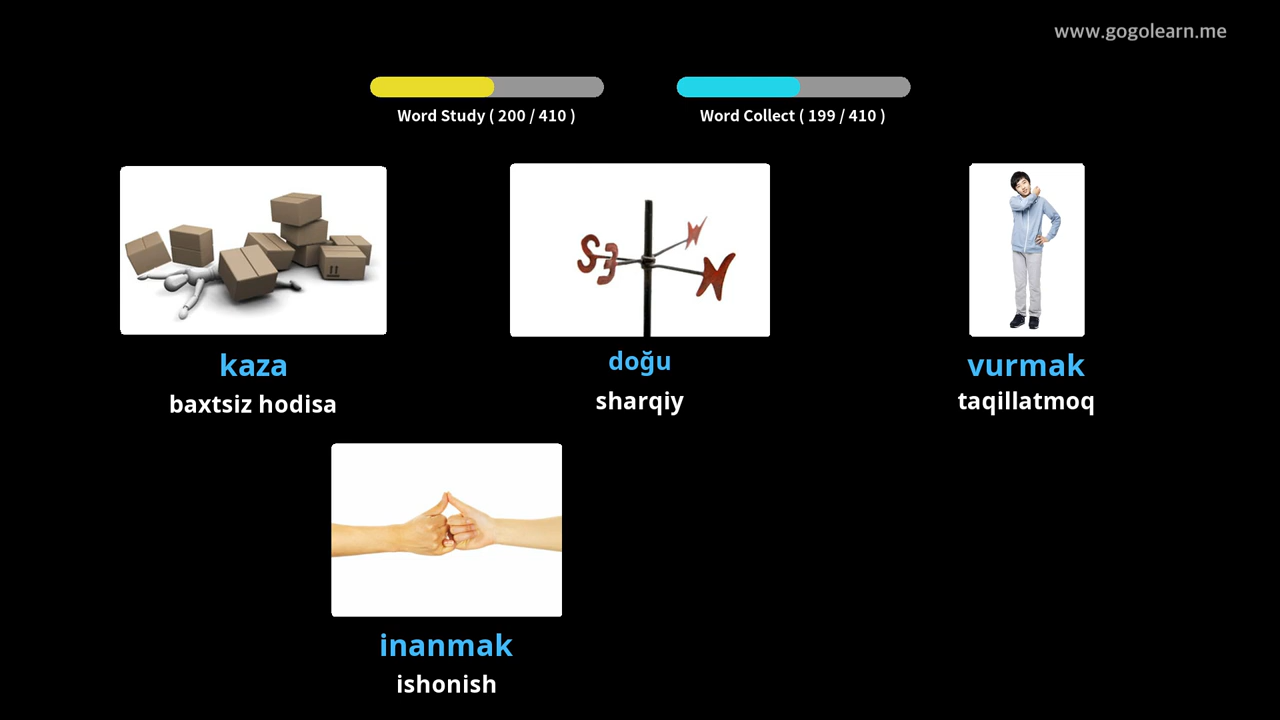 www.gogolearn.me
Word Study ( 200 / 410 )
Word Collect ( 199 / 410 )
S E N W
kaza
doğu
vurmak
baxtsiz hodisa
sharqiy
taqillatmoq
inanmak
ishonish